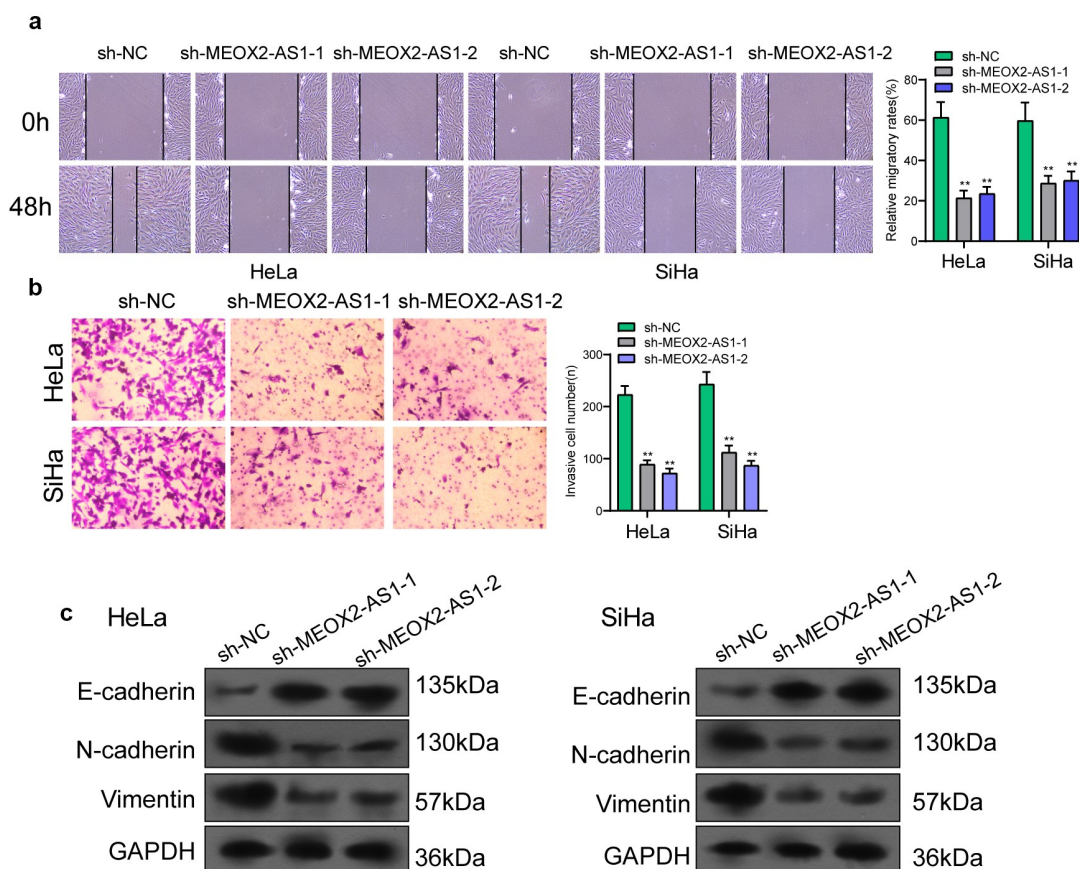 a
sh-NC sh-MEOX2-AS1-1 sh-MEOX2-AS1-2 sh-NC sh-MEOX2-AS1-1 sh-MEOX2-AS1-2
0h
48h
HeLa SiHa
sh-NC
sh-MEOX2-AS1-1
sh-MEOX2-AS1-2
Relative migratory rates(%)
80
60
40
20
0
** ** ** **
HeLa SiHa
b
sh-NC sh-MEOX2-AS1-1 sh-MEOX2-AS1-2
HeLa
SiHa
sh-NC
sh-MEOX2-AS1-1
sh-MEOX2-AS1-2
Invasive cell number(n)
300
200
100
0
** ** ** **
HeLa SiHa
c
HeLa
sh-NC sh-MEOX2-AS1-1 sh-MEOX2-AS1-2
E-cadherin 135kDa
N-cadherin 130kDa
Vimentin 57kDa
GAPDH 36kDa
SiHa
sh-NC sh-MEOX2-AS1-1 sh-MEOX2-AS1-2
E-cadherin 135kDa
N-cadherin 130kDa
Vimentin 57kDa
GAPDH 36kDa